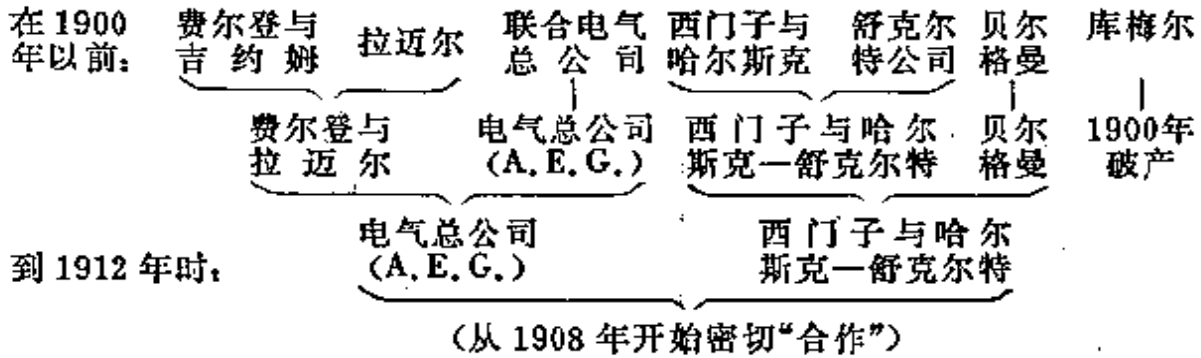 在1900 费尔登与 拉迈尔 联合电气 西门子与 舒克尔 贝尔 库梅尔
年以前： 吉约姆 总公司 哈尔斯克 特公司 格曼
费尔登与 电气总公司 西门子与哈尔 贝尔 1900年
拉迈尔 (A.E.G.) 斯克—舒克尔特 格曼 破产
电气总公司 西门子与哈尔
到1912年时： (A.E.G.) 斯克—舒克尔特
(从1908年开始密切“合作”)